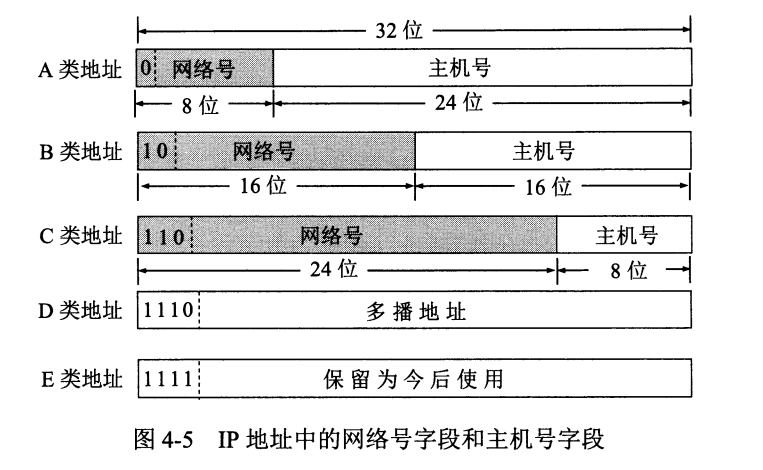 32 位
A 类地址 0 网络号 主机号
8 位 24 位
B 类地址 10 网络号 主机号
16 位 16 位
C 类地址 110 网络号 主机号
24 位 8 位
D 类地址 1110 多播地址
E 类地址 1111 保留为今后使用
图 4-5 IP 地址中的网络号字段和主机号字段